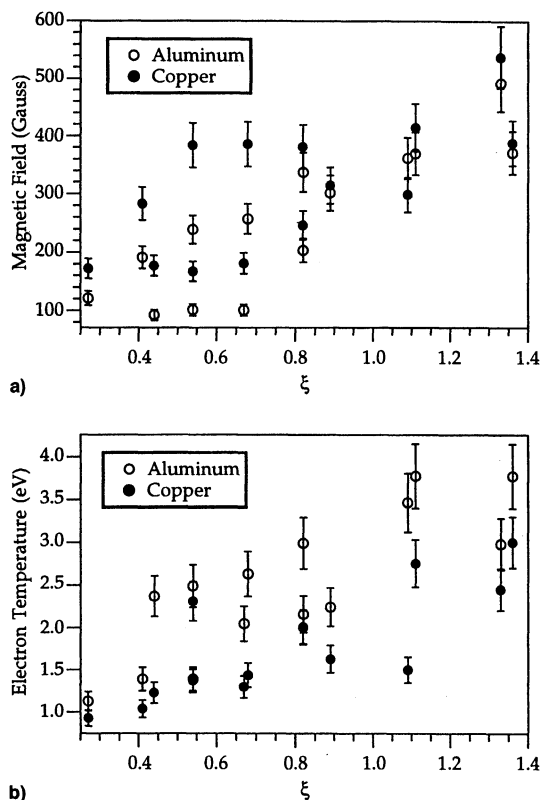 600
500
400
300
200
100
Magnetic Field (Gauss)
Aluminum
Copper
0.4 0.6 0.8 1.0 1.2 1.4
ξ
a)
4.0
3.5
3.0
2.5
2.0
1.5
1.0
Electron Temperature (eV)
Aluminum
Copper
0.4 0.6 0.8 1.0 1.2 1.4
ξ
b)